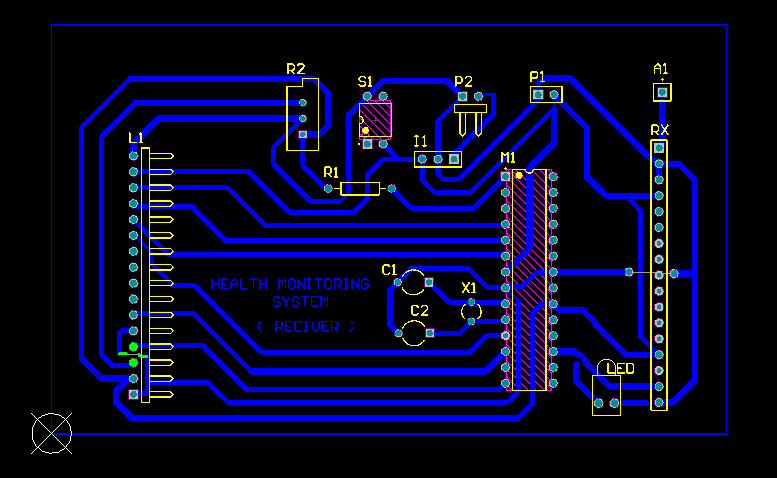 A1
R2
P2
P1
S1
RX
L1
I1
M1
R1
C1
HEALTH MONITORING
X1
SYSTEM
C2
( RECIVER )
LED